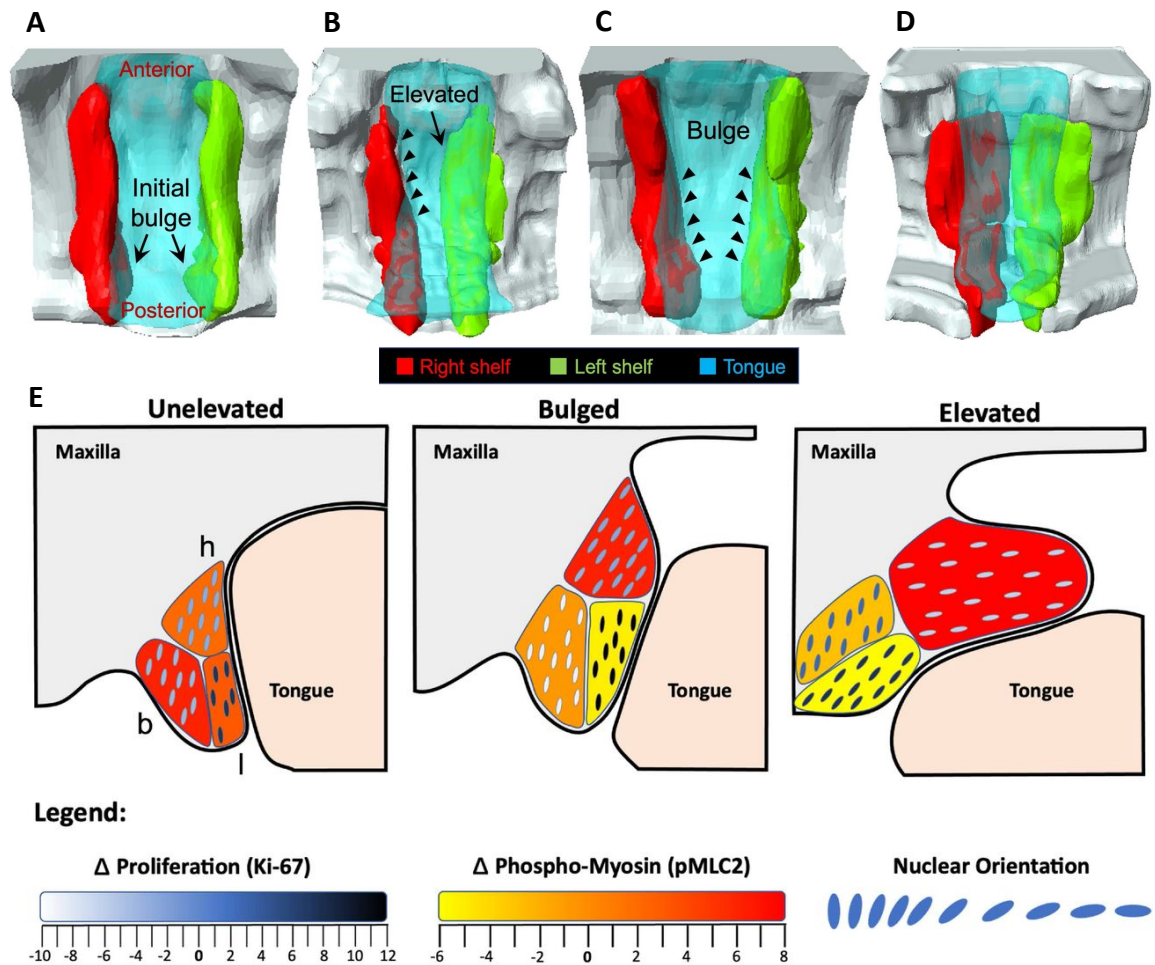 A
B
C
D
Anterior
Elevated
Bulge
Initial
bulge
Posterior
Right shelf
Left shelf
Tongue
E
Unelevated
Bulged
Elevated
Maxilla
Maxilla
Maxilla
h
b
l
Tongue
Tongue
Tongue
Legend:
Δ Proliferation (Ki-67)
-10 -8 -6 -4 -2 0 2 4 6 8 10 12
Δ Phospho-Myosin (pMLC2)
-6 -4 -2 0 2 4 6 8
Nuclear Orientation